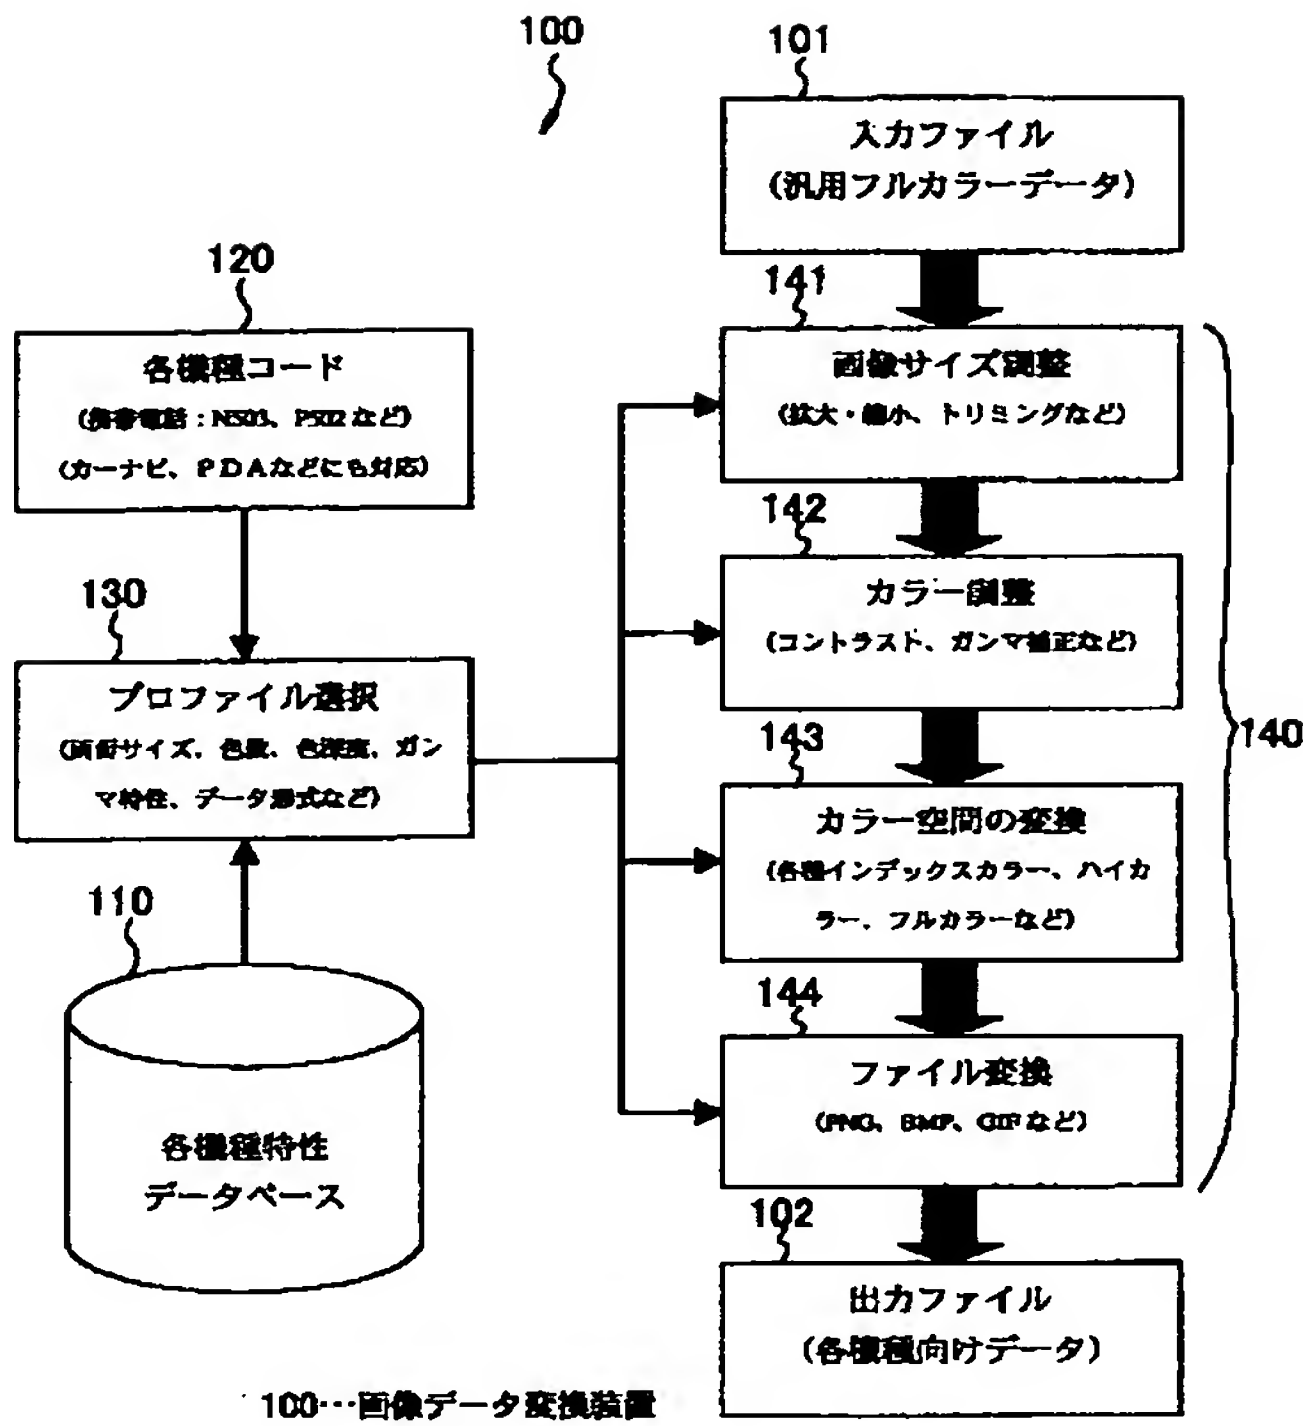 100
101
入力ファイル
(汎用フルカラーデータ)
120
各機種コード
(携帯電話:N503、P502など)
(カーナビ、PDAなどにも対応)
130
プロファイル選択
(画面サイズ、色数、色深度、ガン
マ特性、データ形式など)
110
各機種特性
データベース
141
画像サイズ調整
(拡大・縮小、トリミングなど)
142
カラー調整
(コントラスト、ガンマ補正など)
143
カラー空間の変換
(各種インデックスカラー、ハイカ
ラー、フルカラーなど)
144
ファイル変換
(PNG、BMP、GIFなど)
140
102
出力ファイル
(各機種向けデータ)
100…画像データ変換装置